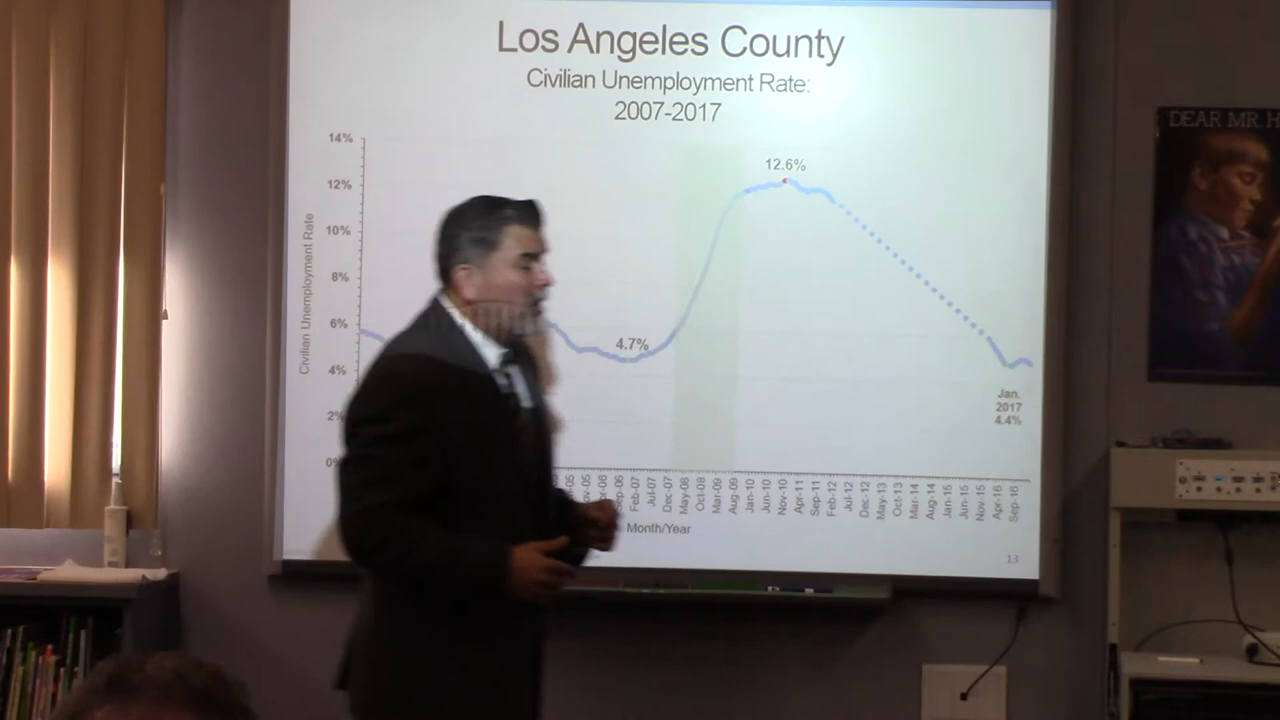 Los Angeles County
Civilian Unemployment Rate:
2007-2017
14%
12%
10%
8%
6%
4%
Civilian Unemployment Rate
12.6%
4.7%
Jan.
2017
4.4%
Feb-07
Jul-07
Dec-07
May-08
Oct-08
Mar-09
Aug-09
Jan-10
Jun-10
Nov-10
Apr-11
Sep-11
Feb-12
Jul-12
Dec-12
May-13
Oct-13
Mar-14
Aug-14
Jan-15
Jun-15
Nov-15
Apr-16
Sep-16
Month/Year
13
DEAR MR. H